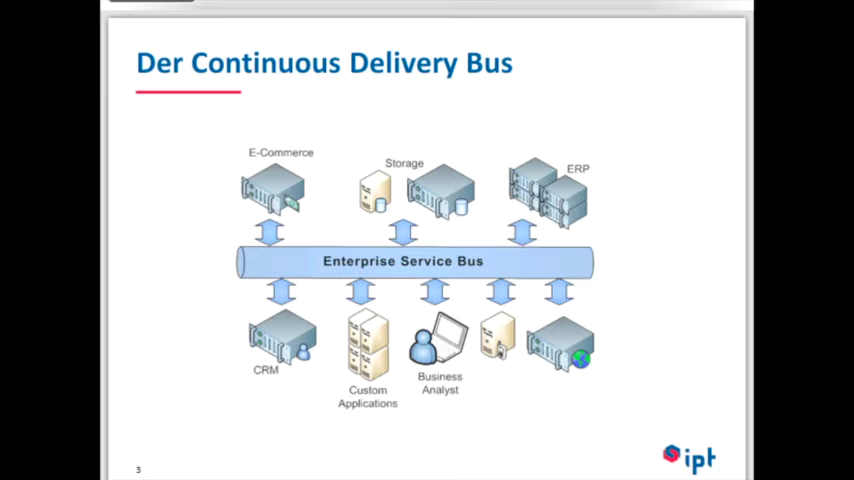 Der Continuous Delivery Bus
E-Commerce
Storage
ERP
Enterprise Service Bus
CRM
Custom
Applications
Business
Analyst
3
ipt